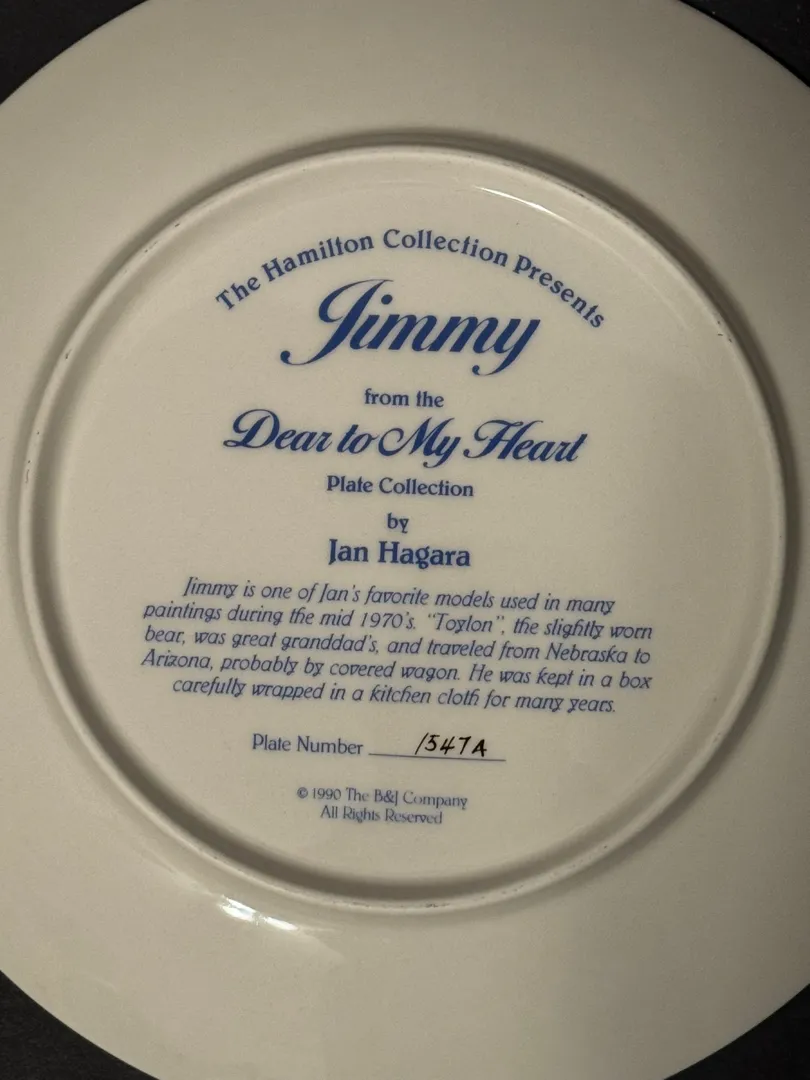 The Hamilton Collection Presents
Jimmy
from the
Dear to My Heart
Plate Collection
by
Jan Hagara
Jimmy is one of Jan's favorite models used in many
paintings during the mid 1970's. "Toylon", the slightly worn
bear, was great granddad's, and traveled from Nebraska to
Arizona, probably by covered wagon. He was kept in a box
carefully wrapped in a kitchen cloth for many years.
Plate Number 1547A
© 1990 The B&J Company
All Rights Reserved